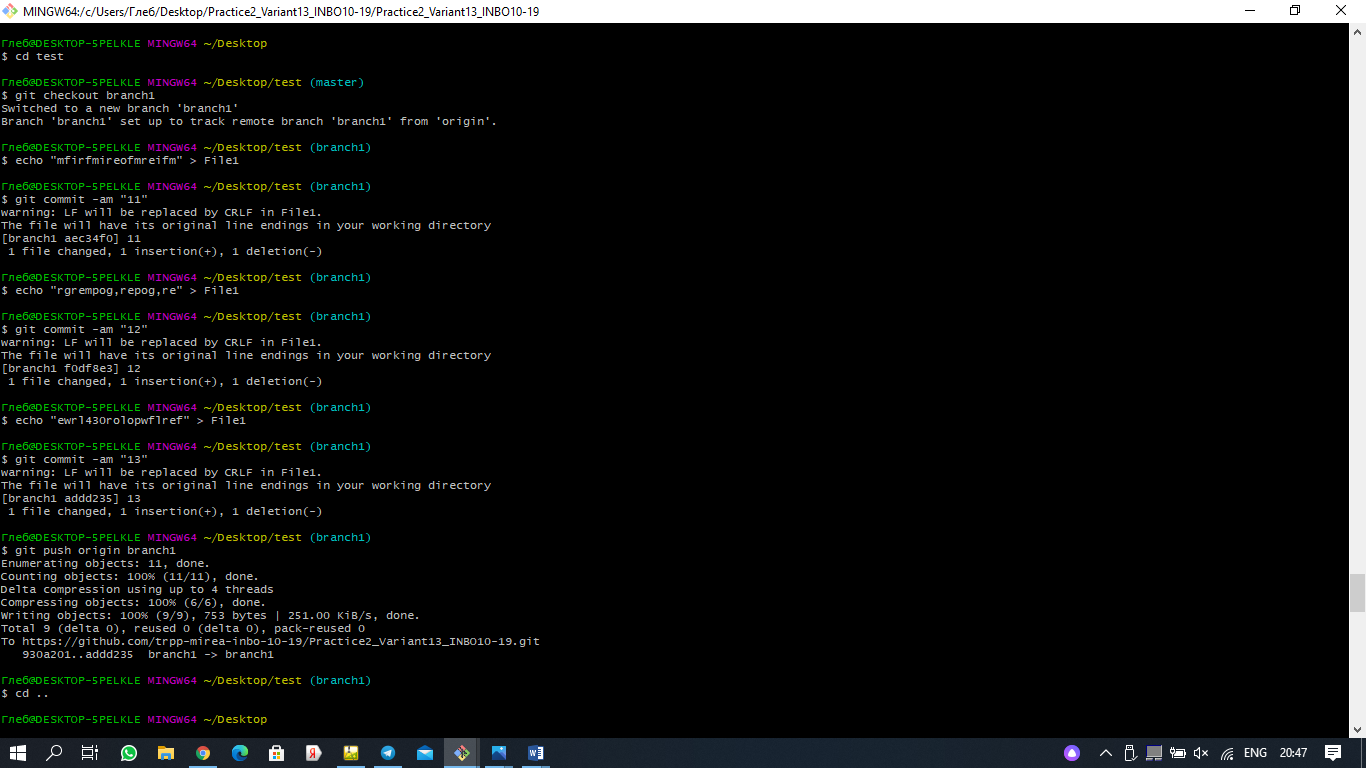 MINGW64:/c/Users/Глеб/Desktop/Practice2_Variant13_INBO10-19/Practice2_Variant13_INBO10-19
Глеб@DESKTOP-5PELKLE MINGW64 ~/Desktop
$ cd test
Глеб@DESKTOP-5PELKLE MINGW64 ~/Desktop/test (master)
$ git checkout branch1
Switched to a new branch 'branch1'
Branch 'branch1' set up to track remote branch 'branch1' from 'origin'.
Глеб@DESKTOP-5PELKLE MINGW64 ~/Desktop/test (branch1)
$ echo "mfirfmireofmreifm" > File1
Глеб@DESKTOP-5PELKLE MINGW64 ~/Desktop/test (branch1)
$ git commit -am "11"
warning: LF will be replaced by CRLF in File1.
The file will have its original line endings in your working directory
[branch1 aec34f0] 11
1 file changed, 1 insertion(+), 1 deletion(-)
Глеб@DESKTOP-5PELKLE MINGW64 ~/Desktop/test (branch1)
$ echo "rgrempog,repog,re" > File1
Глеб@DESKTOP-5PELKLE MINGW64 ~/Desktop/test (branch1)
$ git commit -am "12"
warning: LF will be replaced by CRLF in File1.
The file will have its original line endings in your working directory
[branch1 f0df8e3] 12
1 file changed, 1 insertion(+), 1 deletion(-)
Глеб@DESKTOP-5PELKLE MINGW64 ~/Desktop/test (branch1)
$ echo "ewrl430rolopwflref" > File1
Глеб@DESKTOP-5PELKLE MINGW64 ~/Desktop/test (branch1)
$ git commit -am "13"
warning: LF will be replaced by CRLF in File1.
The file will have its original line endings in your working directory
[branch1 addd235] 13
1 file changed, 1 insertion(+), 1 deletion(-)
Глеб@DESKTOP-5PELKLE MINGW64 ~/Desktop/test (branch1)
$ git push origin branch1
Enumerating objects: 11, done.
Counting objects: 100% (11/11), done.
Delta compression using up to 4 threads
Compressing objects: 100% (6/6), done.
Writing objects: 100% (9/9), 753 bytes | 251.00 KiB/s, done.
Total 9 (delta 0), reused 0 (delta 0), pack-reused 0
To https://github.com/trpp-mirea-inbo-10-19/Practice2_Variant13_INBO10-19.git
930a201..addd235  branch1 -> branch1
Глеб@DESKTOP-5PELKLE MINGW64 ~/Desktop/test (branch1)
$ cd ..
Глеб@DESKTOP-5PELKLE MINGW64 ~/Desktop
ENG 20:47